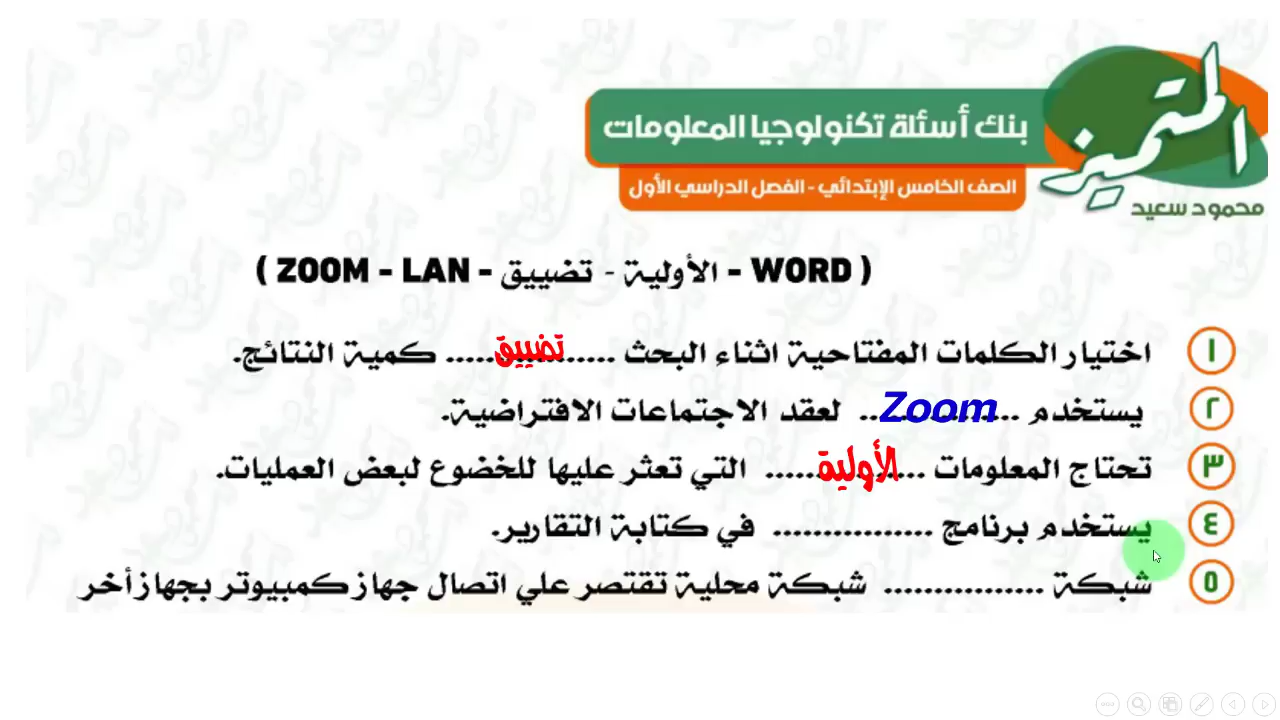 المتميز
محمود سعيد
بنك أسئلة تكنولوجيا المعلومات
الصف الخامس الإبتدائي - الفصل الدراسي الأول
( ZOOM - LAN - الأولية - تضييق - WORD )
١ اختيار الكلمات المفتاحية اثناء البحث ......تضييق...... كمية النتائج.
٢ يستخدم ......Zoom...... لعقد الاجتماعات الافتراضية.
٣ تحتاج المعلومات ......الأولية...... التي تعثر عليها للخضوع لبعض العمليات.
٤ يستخدم برنامج ................ في كتابة التقارير.
٥ شبكة ................ شبكة محلية تقتصر علي اتصال جهاز كمبيوتر بجهاز أخر